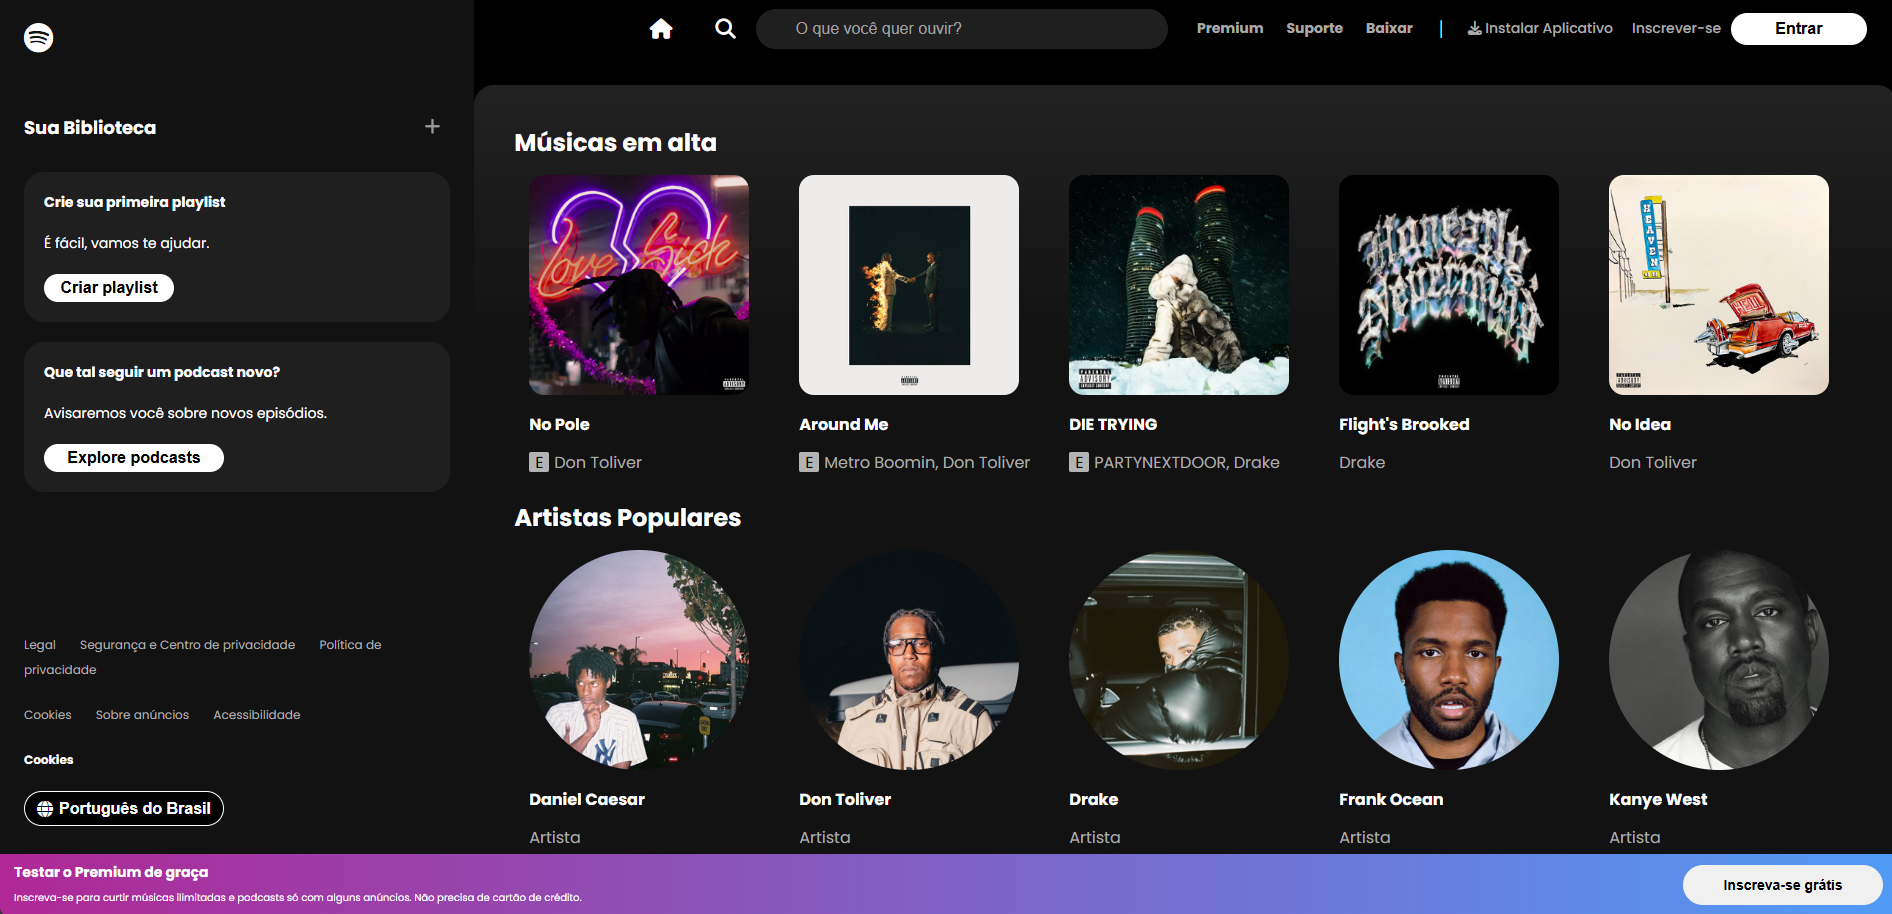 O que você quer ouvir?
Premium Suporte Baixar | Instalar Aplicativo Inscrever-se Entrar
Sua Biblioteca +
Crie sua primeira playlist
É fácil, vamos te ajudar.
Criar playlist
Que tal seguir um podcast novo?
Avisaremos você sobre novos episódios.
Explore podcasts
Legal Segurança e Centro de privacidade Política de
privacidade
Cookies Sobre anúncios Acessibilidade
Cookies
Português do Brasil
Músicas em alta
Love Sick
HEAVEN
No Pole
E Don Toliver
Around Me
E Metro Boomin, Don Toliver
DIE TRYING
E PARTYNEXTDOOR, Drake
Honestly
Nevermind
Flight's Brooked
Drake
No Idea
Don Toliver
Artistas Populares
Daniel Caesar
Artista
Don Toliver
Artista
Drake
Artista
Frank Ocean
Artista
Kanye West
Artista
Testar o Premium de graça
Inscreva-se para curtir músicas ilimitadas e podcasts só com alguns anúncios. Não precisa de cartão de crédito.
Inscreva-se grátis